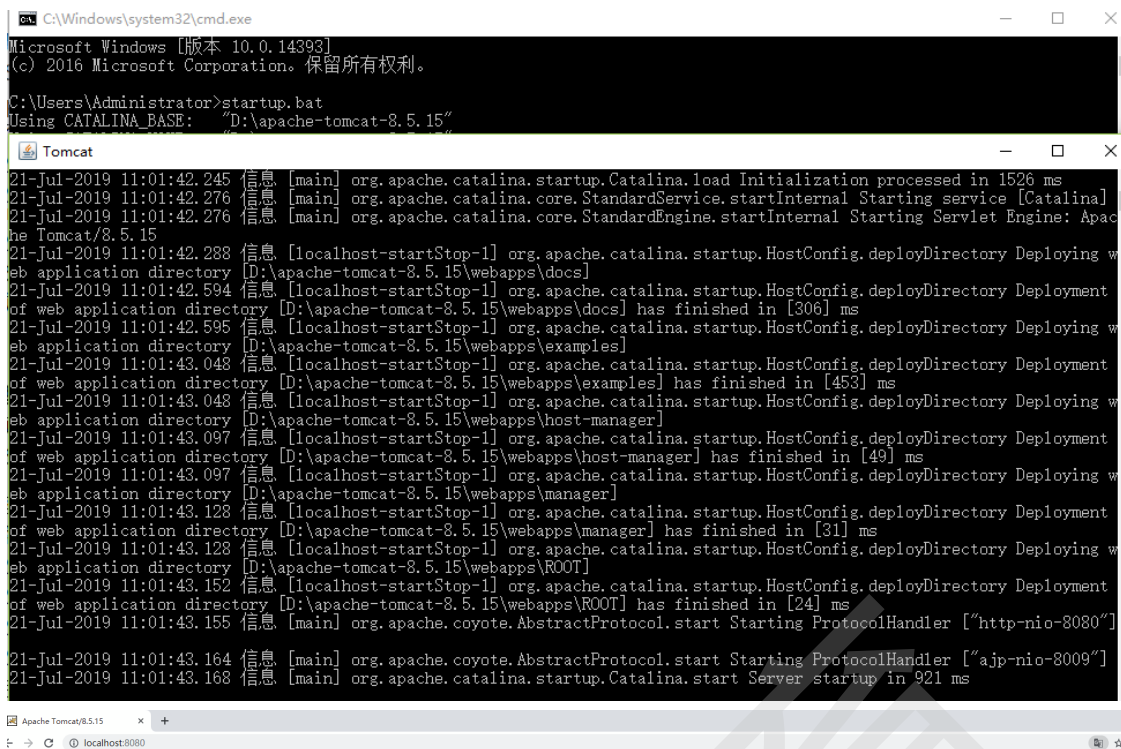 C:\Windows\system32\cmd.exe
Microsoft Windows [版本 10.0.14393]
(c) 2016 Microsoft Corporation。保留所有权利。
C:\Users\Administrator>startup.bat
Using CATALINA_BASE:   "D:\apache-tomcat-8.5.15"
Tomcat
21-Jul-2019 11:01:42.245 信息 [main] org.apache.catalina.startup.Catalina.load Initialization processed in 1526 ms
21-Jul-2019 11:01:42.276 信息 [main] org.apache.catalina.core.StandardService.startInternal Starting service [Catalina]
21-Jul-2019 11:01:42.276 信息 [main] org.apache.catalina.core.StandardEngine.startInternal Starting Servlet Engine: Apac
he Tomcat/8.5.15
21-Jul-2019 11:01:42.288 信息 [localhost-startStop-1] org.apache.catalina.startup.HostConfig.deployDirectory Deploying w
eb application directory [D:\apache-tomcat-8.5.15\webapps\docs]
21-Jul-2019 11:01:42.594 信息 [localhost-startStop-1] org.apache.catalina.startup.HostConfig.deployDirectory Deployment
of web application directory [D:\apache-tomcat-8.5.15\webapps\docs] has finished in [306] ms
21-Jul-2019 11:01:42.595 信息 [localhost-startStop-1] org.apache.catalina.startup.HostConfig.deployDirectory Deploying w
eb application directory [D:\apache-tomcat-8.5.15\webapps\examples]
21-Jul-2019 11:01:43.048 信息 [localhost-startStop-1] org.apache.catalina.startup.HostConfig.deployDirectory Deployment
of web application directory [D:\apache-tomcat-8.5.15\webapps\examples] has finished in [453] ms
21-Jul-2019 11:01:43.048 信息 [localhost-startStop-1] org.apache.catalina.startup.HostConfig.deployDirectory Deploying w
eb application directory [D:\apache-tomcat-8.5.15\webapps\host-manager]
21-Jul-2019 11:01:43.097 信息 [localhost-startStop-1] org.apache.catalina.startup.HostConfig.deployDirectory Deployment
of web application directory [D:\apache-tomcat-8.5.15\webapps\host-manager] has finished in [49] ms
21-Jul-2019 11:01:43.097 信息 [localhost-startStop-1] org.apache.catalina.startup.HostConfig.deployDirectory Deploying w
eb application directory [D:\apache-tomcat-8.5.15\webapps\manager]
21-Jul-2019 11:01:43.128 信息 [localhost-startStop-1] org.apache.catalina.startup.HostConfig.deployDirectory Deployment
of web application directory [D:\apache-tomcat-8.5.15\webapps\manager] has finished in [31] ms
21-Jul-2019 11:01:43.128 信息 [localhost-startStop-1] org.apache.catalina.startup.HostConfig.deployDirectory Deploying w
eb application directory [D:\apache-tomcat-8.5.15\webapps\ROOT]
21-Jul-2019 11:01:43.152 信息 [localhost-startStop-1] org.apache.catalina.startup.HostConfig.deployDirectory Deployment
of web application directory [D:\apache-tomcat-8.5.15\webapps\ROOT] has finished in [24] ms
21-Jul-2019 11:01:43.155 信息 [main] org.apache.coyote.AbstractProtocol.start Starting ProtocolHandler ["http-nio-8080"]
21-Jul-2019 11:01:43.164 信息 [main] org.apache.coyote.AbstractProtocol.start Starting ProtocolHandler ["ajp-nio-8009"]
21-Jul-2019 11:01:43.168 信息 [main] org.apache.catalina.startup.Catalina.start Server startup in 921 ms
Apache Tomcat/8.5.15
localhost:8080